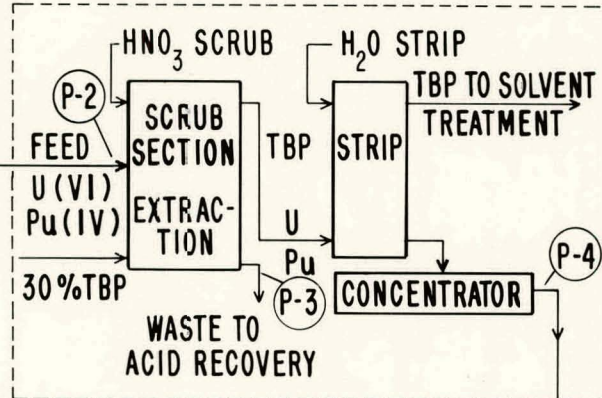 HNO₃ SCRUB
H₂O STRIP
P-2
SCRUB
SECTION
EXTRAC-
TION
FEED
U(VI)
Pu(IV)
30%TBP
TBP
U
Pu
STRIP
TBP TO SOLVENT
TREATMENT
P-3
WASTE TO
ACID RECOVERY
CONCENTRATOR
P-4